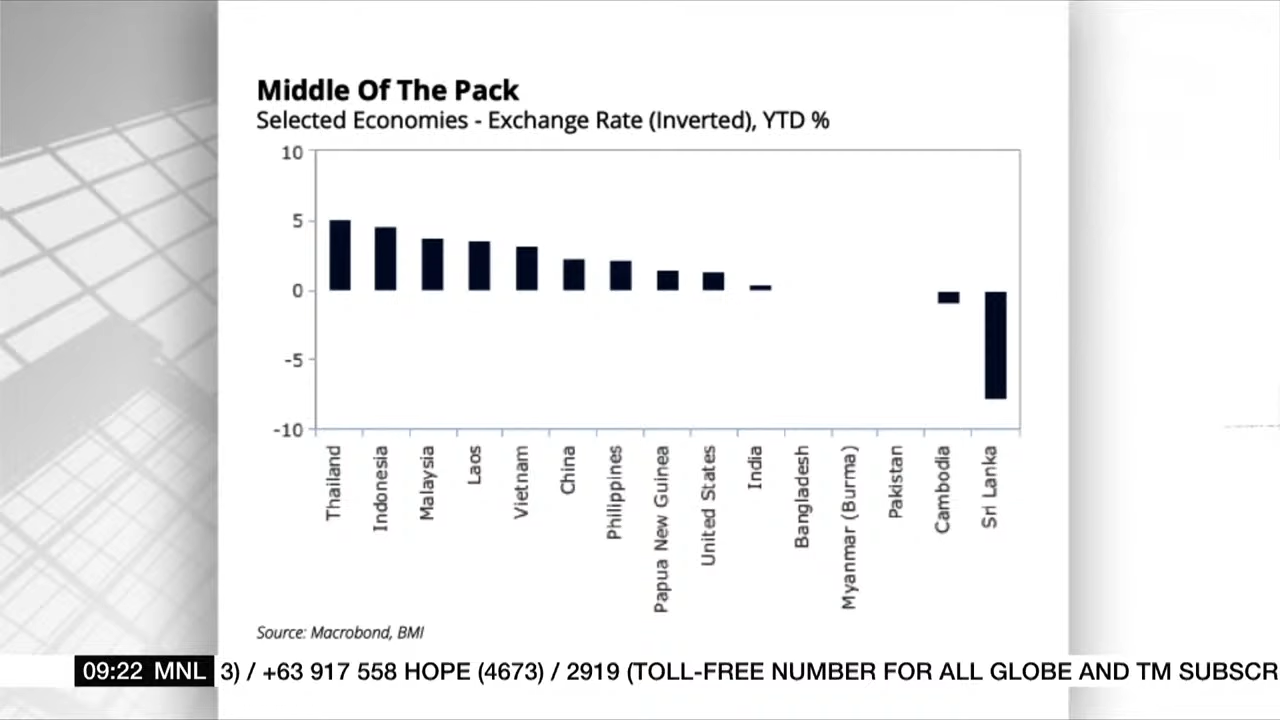 Middle Of The Pack
Selected Economies - Exchange Rate (Inverted), YTD %
10
5
0
-5
-10
Thailand
Indonesia
Malaysia
Laos
Vietnam
China
Philippines
Papua New Guinea
United States
India
Bangladesh
Myanmar (Burma)
Pakistan
Cambodia
Sri Lanka
Source: Macrobond, BMI
09:22 MNL 3) / +63 917 558 HOPE (4673) / 2919 (TOLL-FREE NUMBER FOR ALL GLOBE AND TM SUBSCR